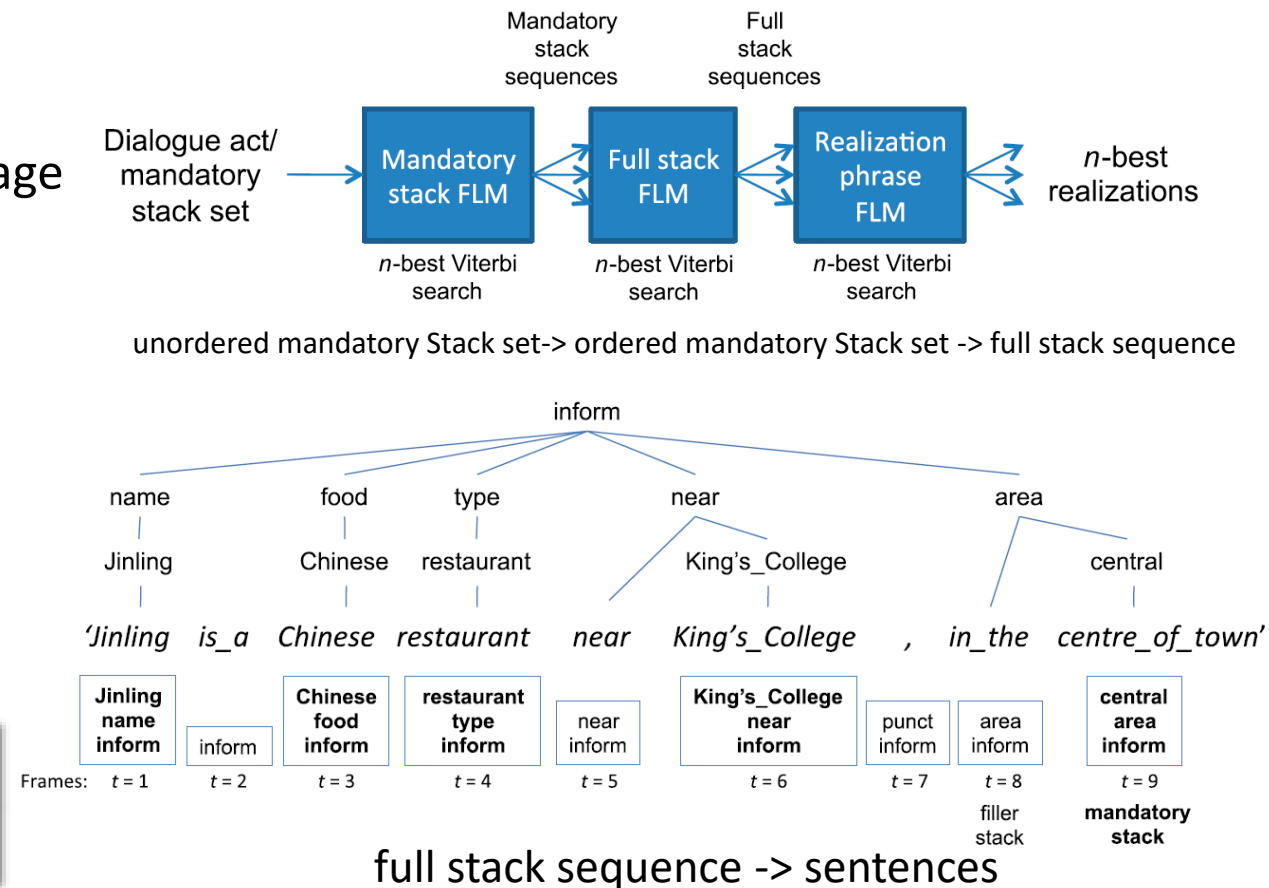 Mandatory
stack
sequences
Full
stack
sequences
age
Dialogue act/
mandatory
stack set
Mandatory
stack FLM
Full stack
FLM
Realization
phrase
FLM
n-best
realizations
n-best Viterbi
search
n-best Viterbi
search
n-best Viterbi
search
unordered mandatory Stack set-> ordered mandatory Stack set -> full stack sequence
inform
name food type near area
Jinling Chinese restaurant King's_College central
'Jinling is_a Chinese restaurant near King's_College , in_the centre_of_town'
Jinling
name
inform
inform
Chinese
food
inform
restaurant
type
inform
near
inform
King's_College
near
inform
punct
inform
area
inform
central
area
inform
Frames: t = 1 t = 2 t = 3 t = 4 t = 5 t = 6 t = 7 t = 8 t = 9
filler
stack
mandatory
stack
full stack sequence -> sentences